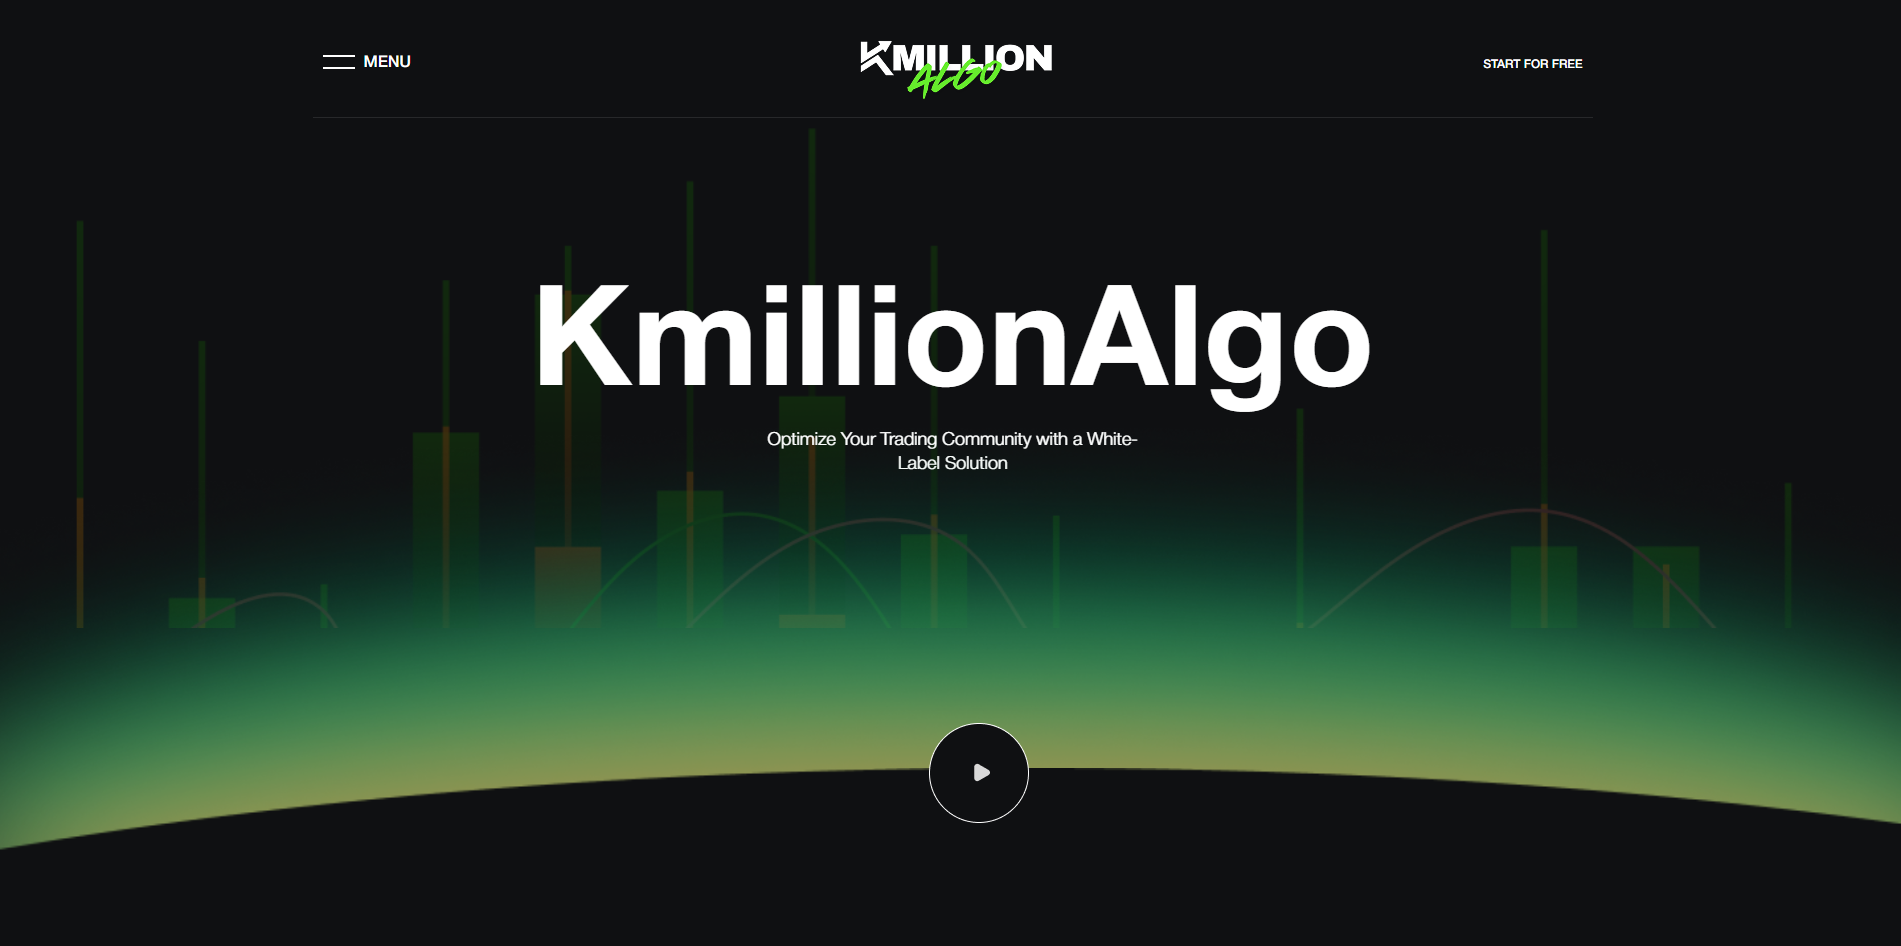 MENU
KMILLION
ALGO
START FOR FREE
KmillionAlgo
Optimize Your Trading Community with a White-
Label Solution